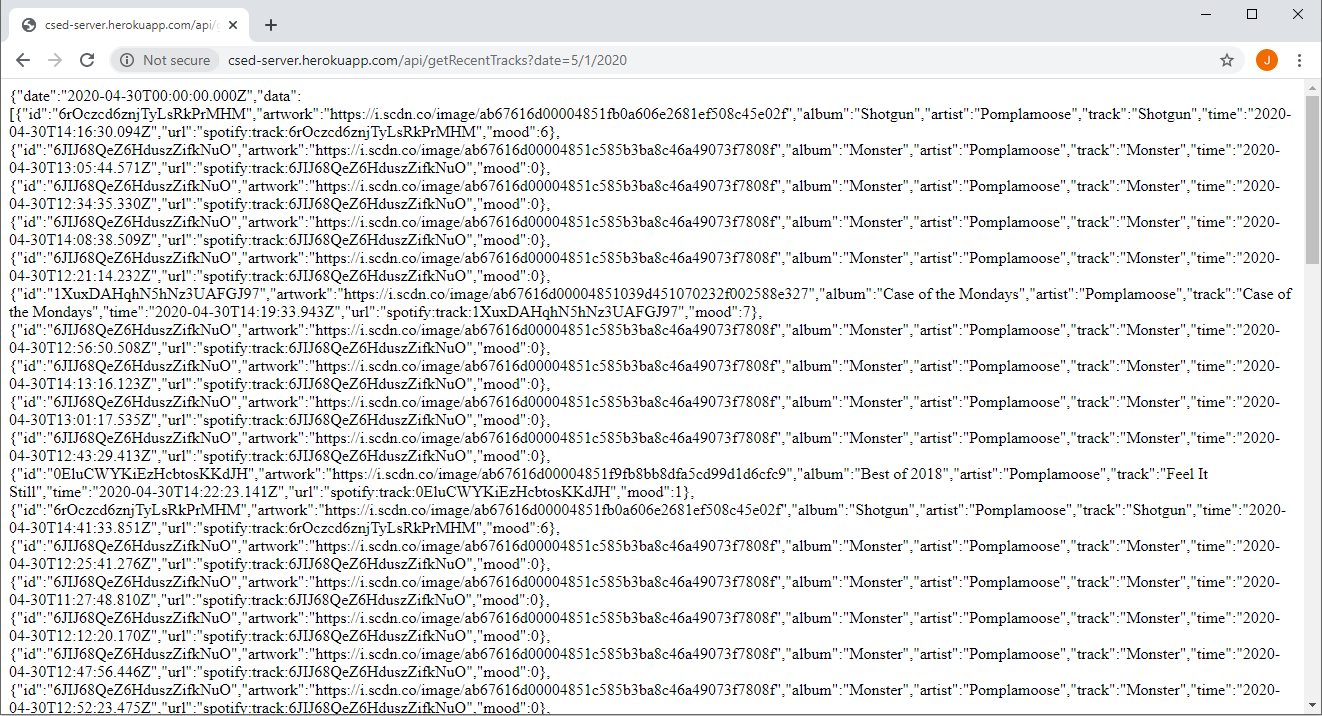 csed-server.herokuapp.com/api/g
Not secure
csed-server.herokuapp.com/api/getRecentTracks?date=5/1/2020
J
{"date":"2020-04-30T00:00:00.000Z","data":
[{"id":"6rOczcd6znjTyLsRkPrMHM","artwork":"https://i.scdn.co/image/ab67616d00004851fb0a606e2681ef508c45e02f","album":"Shotgun","artist":"Pomplamoose","track":"Shotgun","time":"2020-
04-30T14:16:30.094Z","url":"spotify:track:6rOczcd6znjTyLsRkPrMHM","mood":6},
{"id":"6JIJ68QeZ6HduszZifkNuO","artwork":"https://i.scdn.co/image/ab67616d00004851c585b3ba8c46a49073f7808f","album":"Monster","artist":"Pomplamoose","track":"Monster","time":"2020-
04-30T13:05:44.571Z","url":"spotify:track:6JIJ68QeZ6HduszZifkNuO","mood":0},
{"id":"6JIJ68QeZ6HduszZifkNuO","artwork":"https://i.scdn.co/image/ab67616d00004851c585b3ba8c46a49073f7808f","album":"Monster","artist":"Pomplamoose","track":"Monster","time":"2020-
04-30T12:34:35.330Z","url":"spotify:track:6JIJ68QeZ6HduszZifkNuO","mood":0},
{"id":"6JIJ68QeZ6HduszZifkNuO","artwork":"https://i.scdn.co/image/ab67616d00004851c585b3ba8c46a49073f7808f","album":"Monster","artist":"Pomplamoose","track":"Monster","time":"2020-
04-30T14:08:38.509Z","url":"spotify:track:6JIJ68QeZ6HduszZifkNuO","mood":0},
{"id":"6JIJ68QeZ6HduszZifkNuO","artwork":"https://i.scdn.co/image/ab67616d00004851c585b3ba8c46a49073f7808f","album":"Monster","artist":"Pomplamoose","track":"Monster","time":"2020-
04-30T12:21:14.232Z","url":"spotify:track:6JIJ68QeZ6HduszZifkNuO","mood":0},
{"id":"1XuxDAHqhN5hNz3UAFGJ97","artwork":"https://i.scdn.co/image/ab67616d00004851039d451070232f002588e327","album":"Case of the Mondays","artist":"Pomplamoose","track":"Case of
the Mondays","time":"2020-04-30T14:19:33.943Z","url":"spotify:track:1XuxDAHqhN5hNz3UAFGJ97","mood":7},
{"id":"6JIJ68QeZ6HduszZifkNuO","artwork":"https://i.scdn.co/image/ab67616d00004851c585b3ba8c46a49073f7808f","album":"Monster","artist":"Pomplamoose","track":"Monster","time":"2020-
04-30T12:56:50.508Z","url":"spotify:track:6JIJ68QeZ6HduszZifkNuO","mood":0},
{"id":"6JIJ68QeZ6HduszZifkNuO","artwork":"https://i.scdn.co/image/ab67616d00004851c585b3ba8c46a49073f7808f","album":"Monster","artist":"Pomplamoose","track":"Monster","time":"2020-
04-30T14:13:16.123Z","url":"spotify:track:6JIJ68QeZ6HduszZifkNuO","mood":0},
{"id":"6JIJ68QeZ6HduszZifkNuO","artwork":"https://i.scdn.co/image/ab67616d00004851c585b3ba8c46a49073f7808f","album":"Monster","artist":"Pomplamoose","track":"Monster","time":"2020-
04-30T13:01:17.535Z","url":"spotify:track:6JIJ68QeZ6HduszZifkNuO","mood":0},
{"id":"6JIJ68QeZ6HduszZifkNuO","artwork":"https://i.scdn.co/image/ab67616d00004851c585b3ba8c46a49073f7808f","album":"Monster","artist":"Pomplamoose","track":"Monster","time":"2020-
04-30T12:43:29.413Z","url":"spotify:track:6JIJ68QeZ6HduszZifkNuO","mood":0},
{"id":"0EluCWYKiEzHcbtosKKdJH","artwork":"https://i.scdn.co/image/ab67616d00004851f9fb8bb8dfa5cd99d1d6cfc9","album":"Best of 2018","artist":"Pomplamoose","track":"Feel It
Still","time":"2020-04-30T14:22:23.141Z","url":"spotify:track:0EluCWYKiEzHcbtosKKdJH","mood":1},
{"id":"6rOczcd6znjTyLsRkPrMHM","artwork":"https://i.scdn.co/image/ab67616d00004851fb0a606e2681ef508c45e02f","album":"Shotgun","artist":"Pomplamoose","track":"Shotgun","time":"2020-
04-30T14:41:33.851Z","url":"spotify:track:6rOczcd6znjTyLsRkPrMHM","mood":6},
{"id":"6JIJ68QeZ6HduszZifkNuO","artwork":"https://i.scdn.co/image/ab67616d00004851c585b3ba8c46a49073f7808f","album":"Monster","artist":"Pomplamoose","track":"Monster","time":"2020-
04-30T12:25:41.276Z","url":"spotify:track:6JIJ68QeZ6HduszZifkNuO","mood":0},
{"id":"6JIJ68QeZ6HduszZifkNuO","artwork":"https://i.scdn.co/image/ab67616d00004851c585b3ba8c46a49073f7808f","album":"Monster","artist":"Pomplamoose","track":"Monster","time":"2020-
04-30T11:27:48.810Z","url":"spotify:track:6JIJ68QeZ6HduszZifkNuO","mood":0},
{"id":"6JIJ68QeZ6HduszZifkNuO","artwork":"https://i.scdn.co/image/ab67616d00004851c585b3ba8c46a49073f7808f","album":"Monster","artist":"Pomplamoose","track":"Monster","time":"2020-
04-30T12:12:20.170Z","url":"spotify:track:6JIJ68QeZ6HduszZifkNuO","mood":0},
{"id":"6JIJ68QeZ6HduszZifkNuO","artwork":"https://i.scdn.co/image/ab67616d00004851c585b3ba8c46a49073f7808f","album":"Monster","artist":"Pomplamoose","track":"Monster","time":"2020-
04-30T12:47:56.446Z","url":"spotify:track:6JIJ68QeZ6HduszZifkNuO","mood":0},
{"id":"6JIJ68QeZ6HduszZifkNuO","artwork":"https://i.scdn.co/image/ab67616d00004851c585b3ba8c46a49073f7808f","album":"Monster","artist":"Pomplamoose","track":"Monster","time":"2020-
04-30T12:52:23.475Z","url":"spotify:track:6JIJ68QeZ6HduszZifkNuO","mood":0},